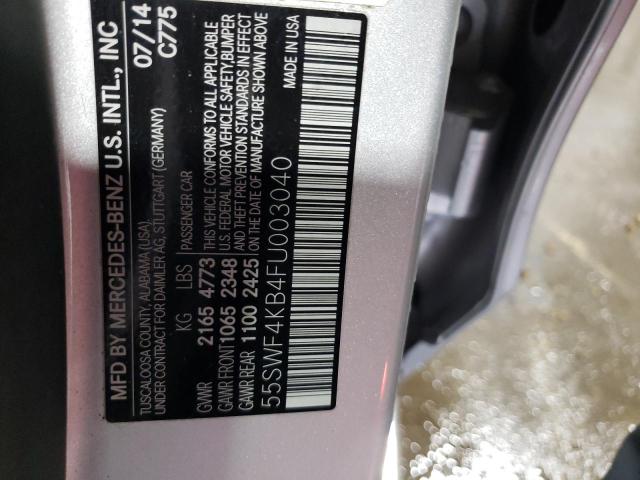 MFD BY MERCEDES-BENZ U.S. INTL., INC
TUSCALOOSA COUNTY, ALABAMA (USA)
UNDER CONTRACT FOR DAIMLER AG, STUTTGART (GERMANY)
07/14
C775
KG LBS
GVWR 2165 4773
GAWR FRONT 1065 2348
GAWR REAR 1100 2425
PASSENGER CAR
THIS VEHICLE CONFORMS TO ALL APPLICABLE
U.S. FEDERAL MOTOR VEHICLE SAFETY,BUMPER
AND THEFT PREVENTION STANDARDS IN EFFECT
ON THE DATE OF MANUFACTURE SHOWN ABOVE
55SWF4KB4FU003040
MADE IN USA